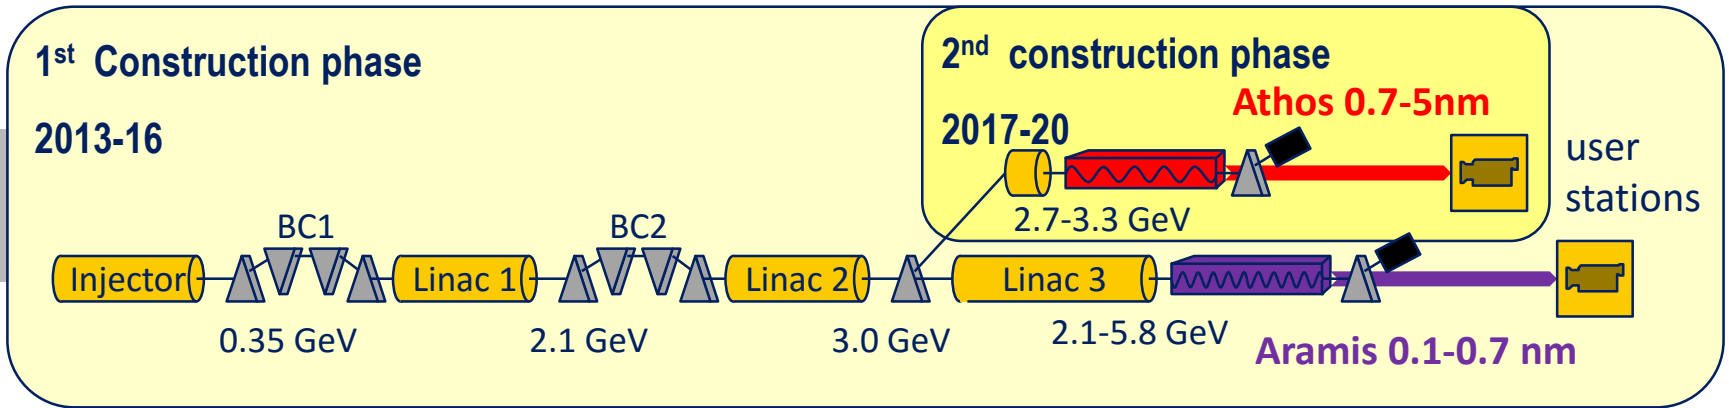 1st Construction phase
2013-16
2nd construction phase
Athos 0.7-5nm
2017-20
user
stations
2.7-3.3 GeV
BC1
BC2
Injector
Linac 1
Linac 2
Linac 3
0.35 GeV
2.1 GeV
3.0 GeV
2.1-5.8 GeV
Aramis 0.1-0.7 nm